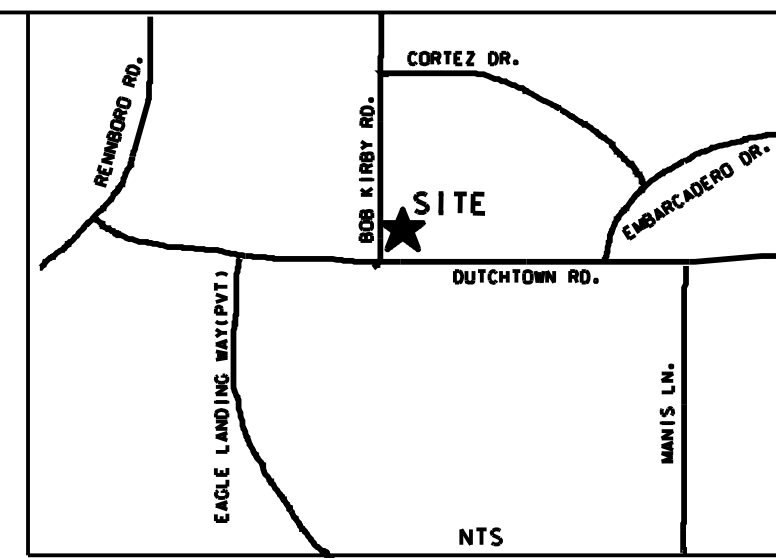 CORTEZ DR.
RENNBORO RD.
BOB KIRBY RD.
SITE
EMBARCADERO DR.
DUTCHTOWN RD.
EAGLE LANDING WAY(PVT)
MANIS LN.
NTS